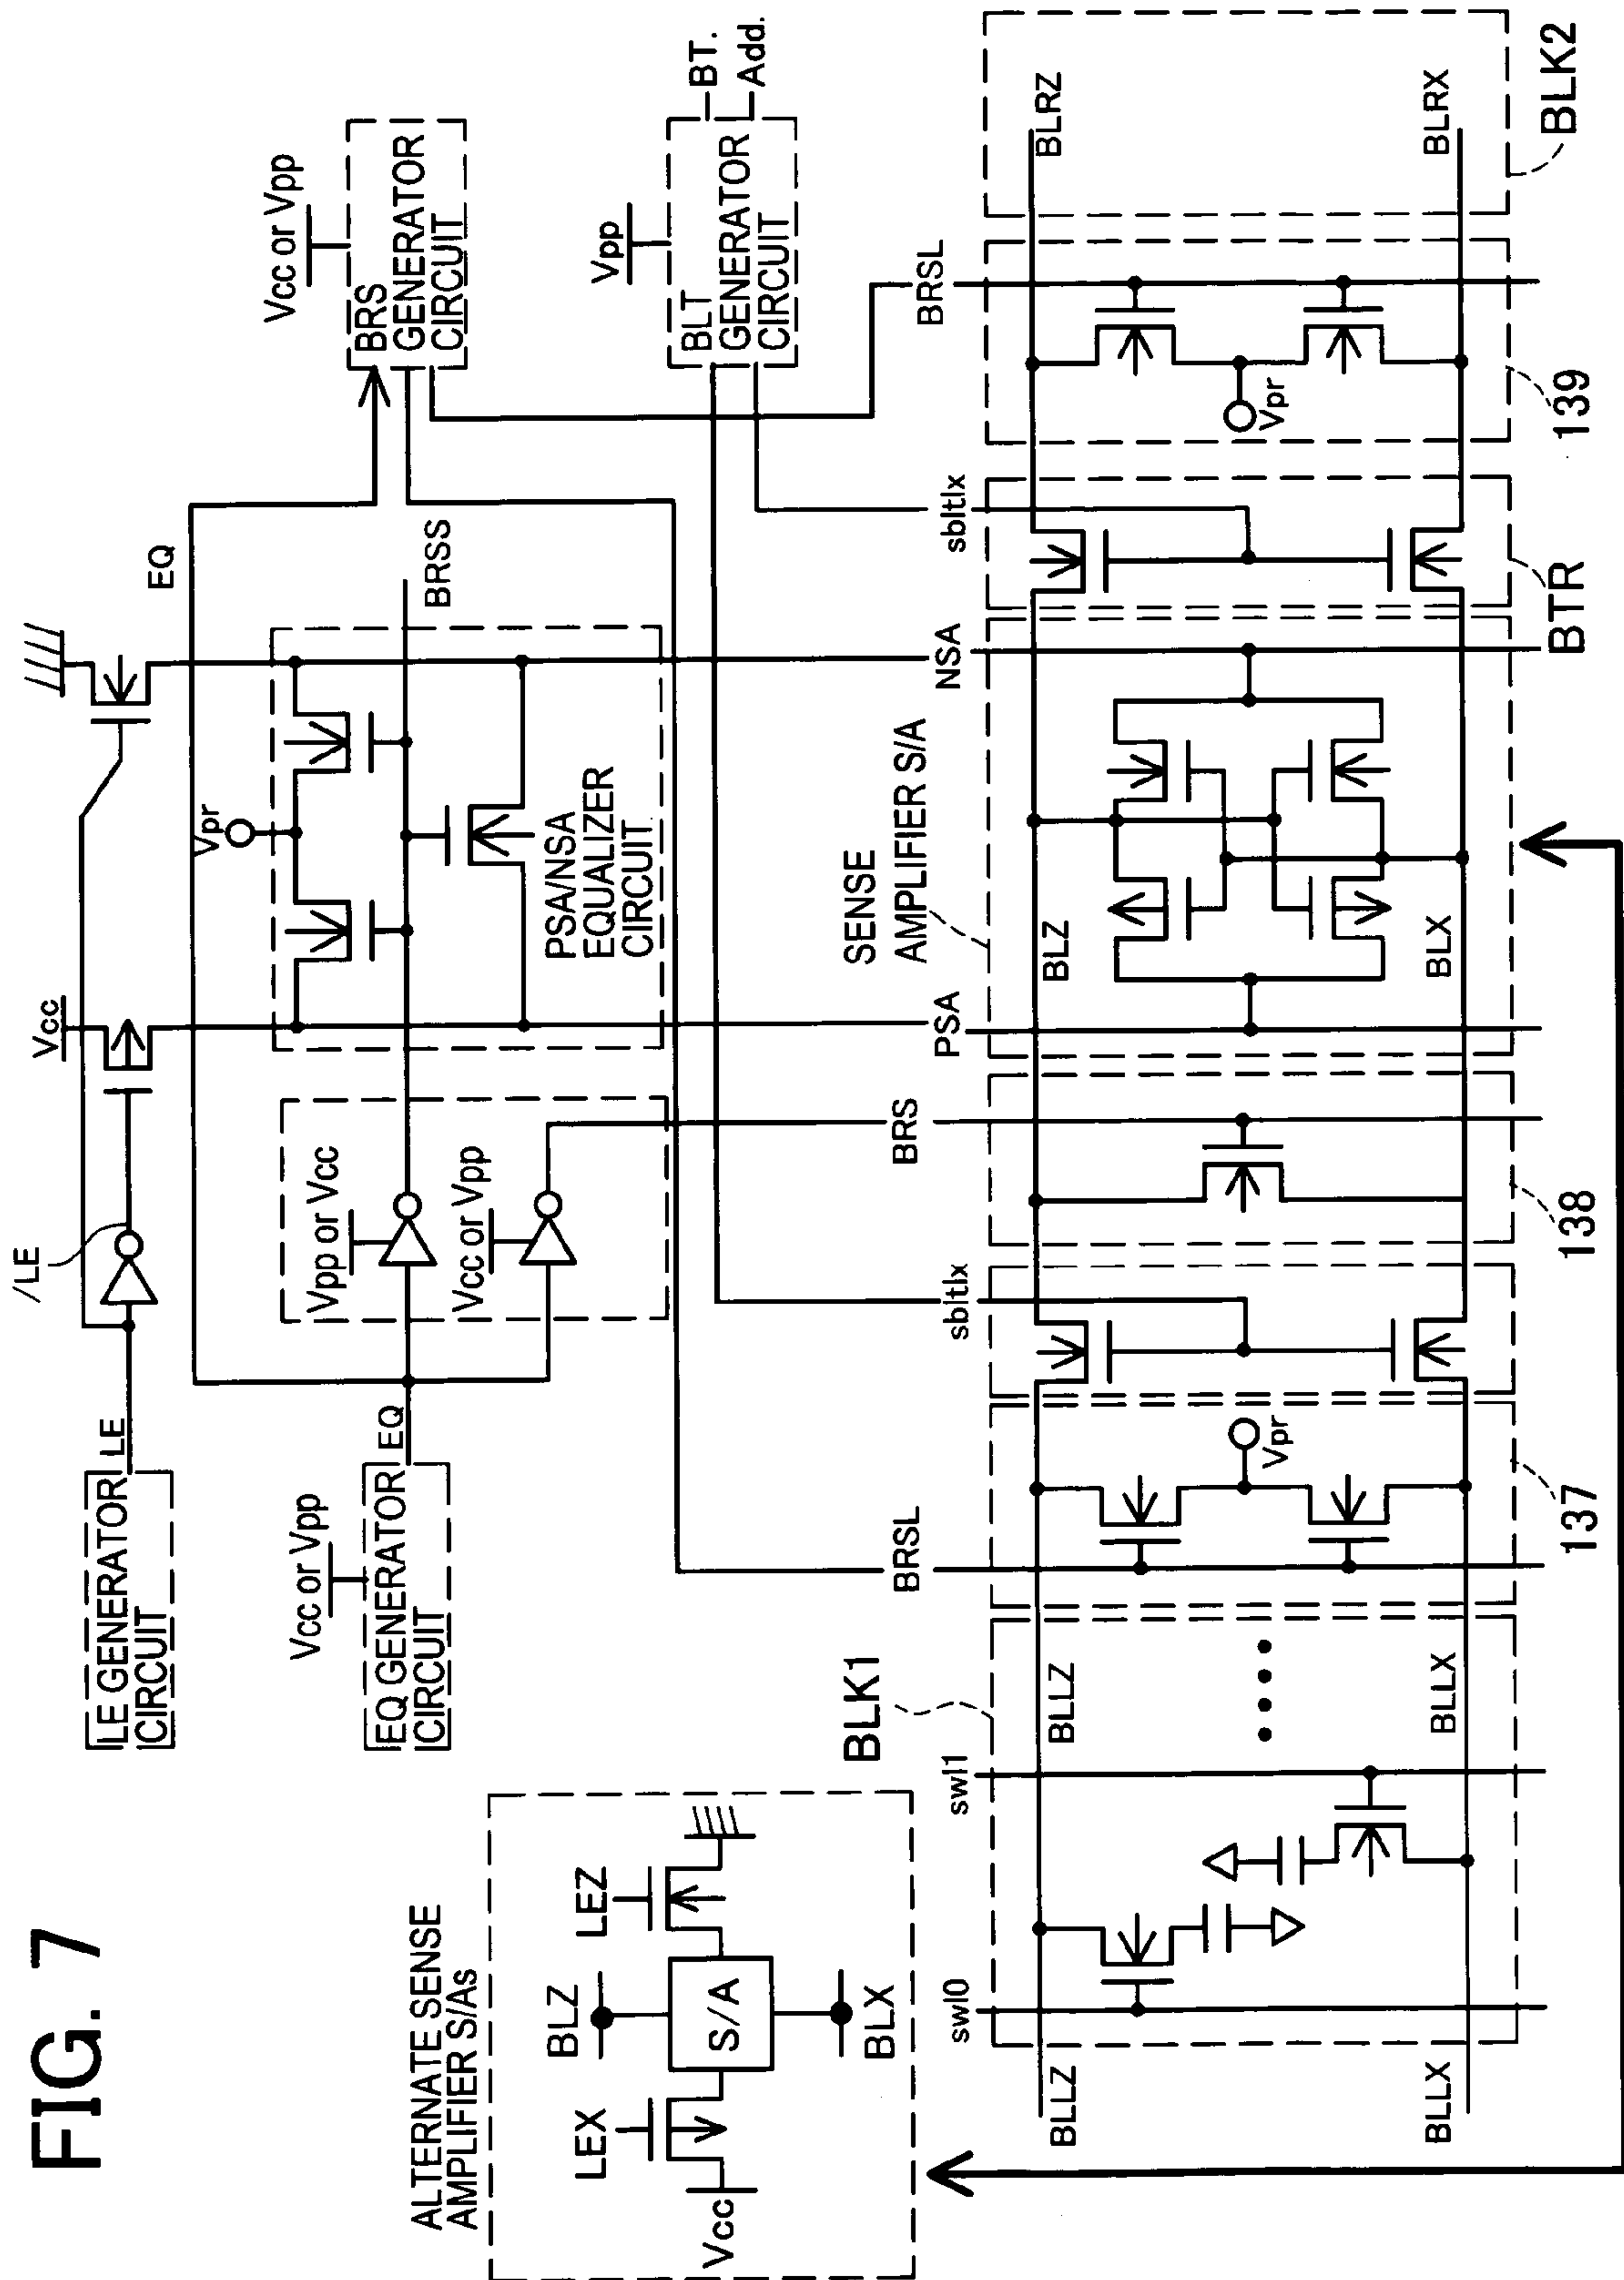 FIG. 7
LE GENERATOR
CIRCUIT
LE
/LE
Vcc
Vcc or Vpp
EQ GENERATOR
CIRCUIT
EQ
Vpp or Vcc
Vcc or Vpp
Vpr
PSA/NSA
EQUALIZER
CIRCUIT
BRSS
EQ
Vcc or Vpp
BRS
GENERATOR
CIRCUIT
Vpp
BLT
GENERATOR
CIRCUIT
BT.
Add.
ALTERNATE SENSE
AMPLIFIER S/As
LEX
BLZ
LEZ
Vcc
S/A
BLX
BLK1
SENSE
AMPLIFIER S/A
swl0
swl1
BRSL
sbltlx
BRS
PSA
NSA
sbltlx
BRSL
BLLZ
BLLZ
BLZ
BLRZ
Vpr
Vpr
BLLX
BLLX
BLX
BLRX
137
138
BTR
139
BLK2